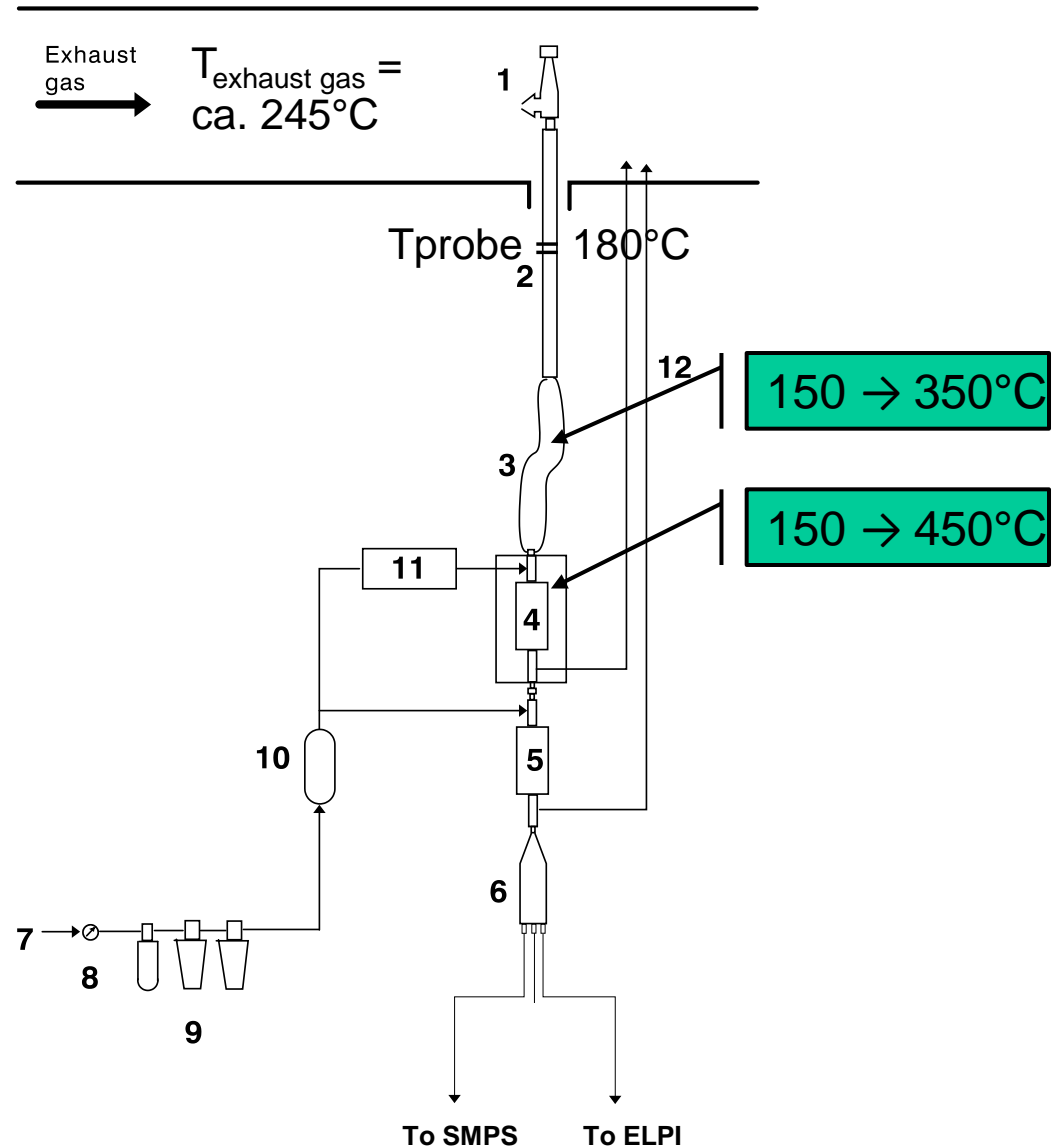 Exhaust
gas
T exhaust gas =
ca. 245°C
1
Tprobe = 180°C
2
12
150 → 350°C
3
150 → 450°C
11
4
10
5
6
7
8
9
To SMPS
To ELPI